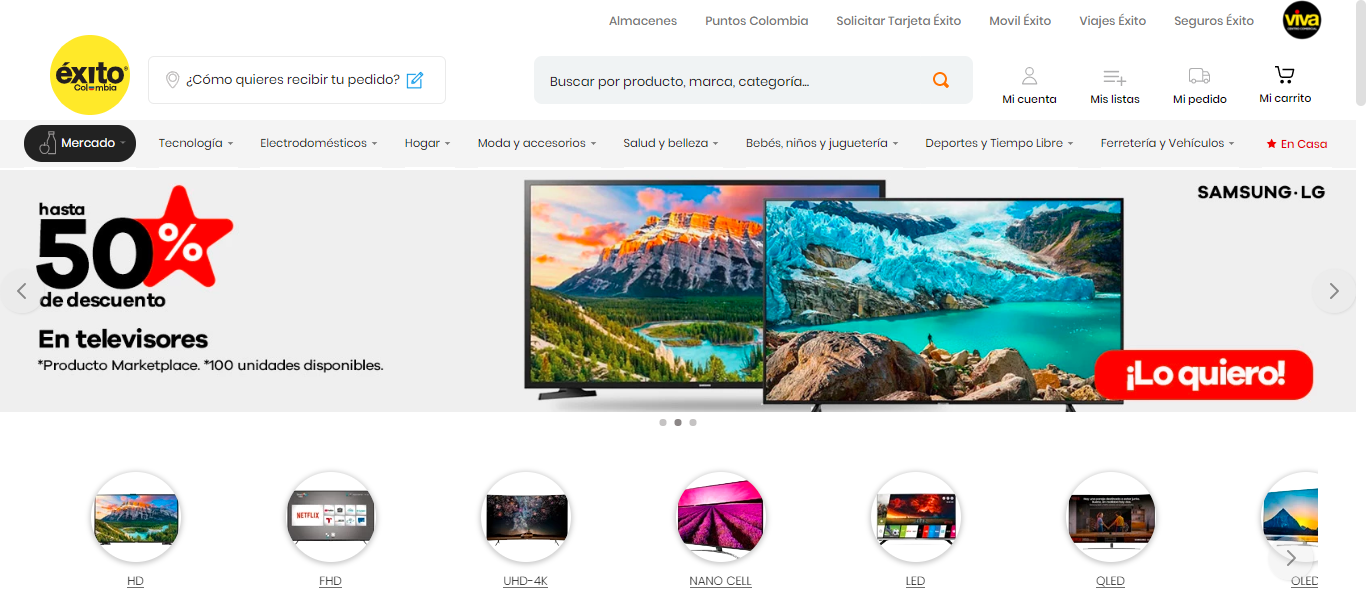 Almacenes Puntos Colombia Solicitar Tarjeta Éxito Movil Éxito Viajes Éxito Seguros Éxito viva
éxito
Colombia
¿Cómo quieres recibir tu pedido?
Buscar por producto, marca, categoría...
Mi cuenta Mis listas Mi pedido Mi carrito
Mercado Tecnología Electrodomésticos Hogar Moda y accesorios Salud y belleza Bebés, niños y juguetería Deportes y Tiempo Libre Ferretería y Vehículos En Casa
hasta
50%
de descuento
En televisores
*Producto Marketplace. *100 unidades disponibles.
SAMSUNG·LG
¡Lo quiero!
NETFLIX
HD FHD UHD-4K NANO CELL LED QLED OLED